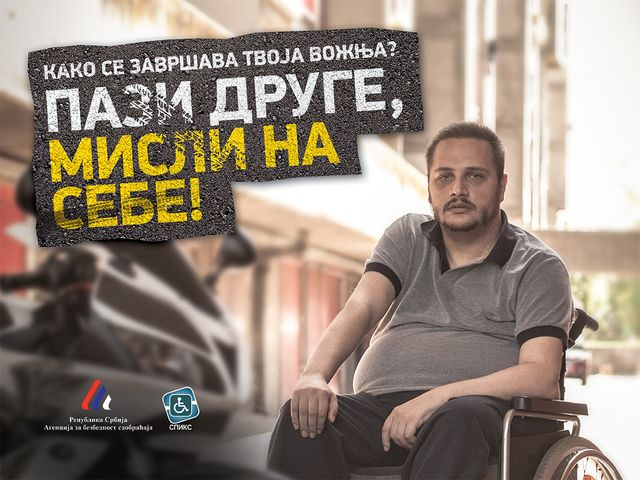 КАКО СЕ ЗАВРШАВА ТВОЈА ВОЖЊА?
ПАЗИ ДРУГЕ,
МИСЛИ НА
СЕБЕ!
Република Србија
Агенција за безбедност саобраћаја
СПИКС